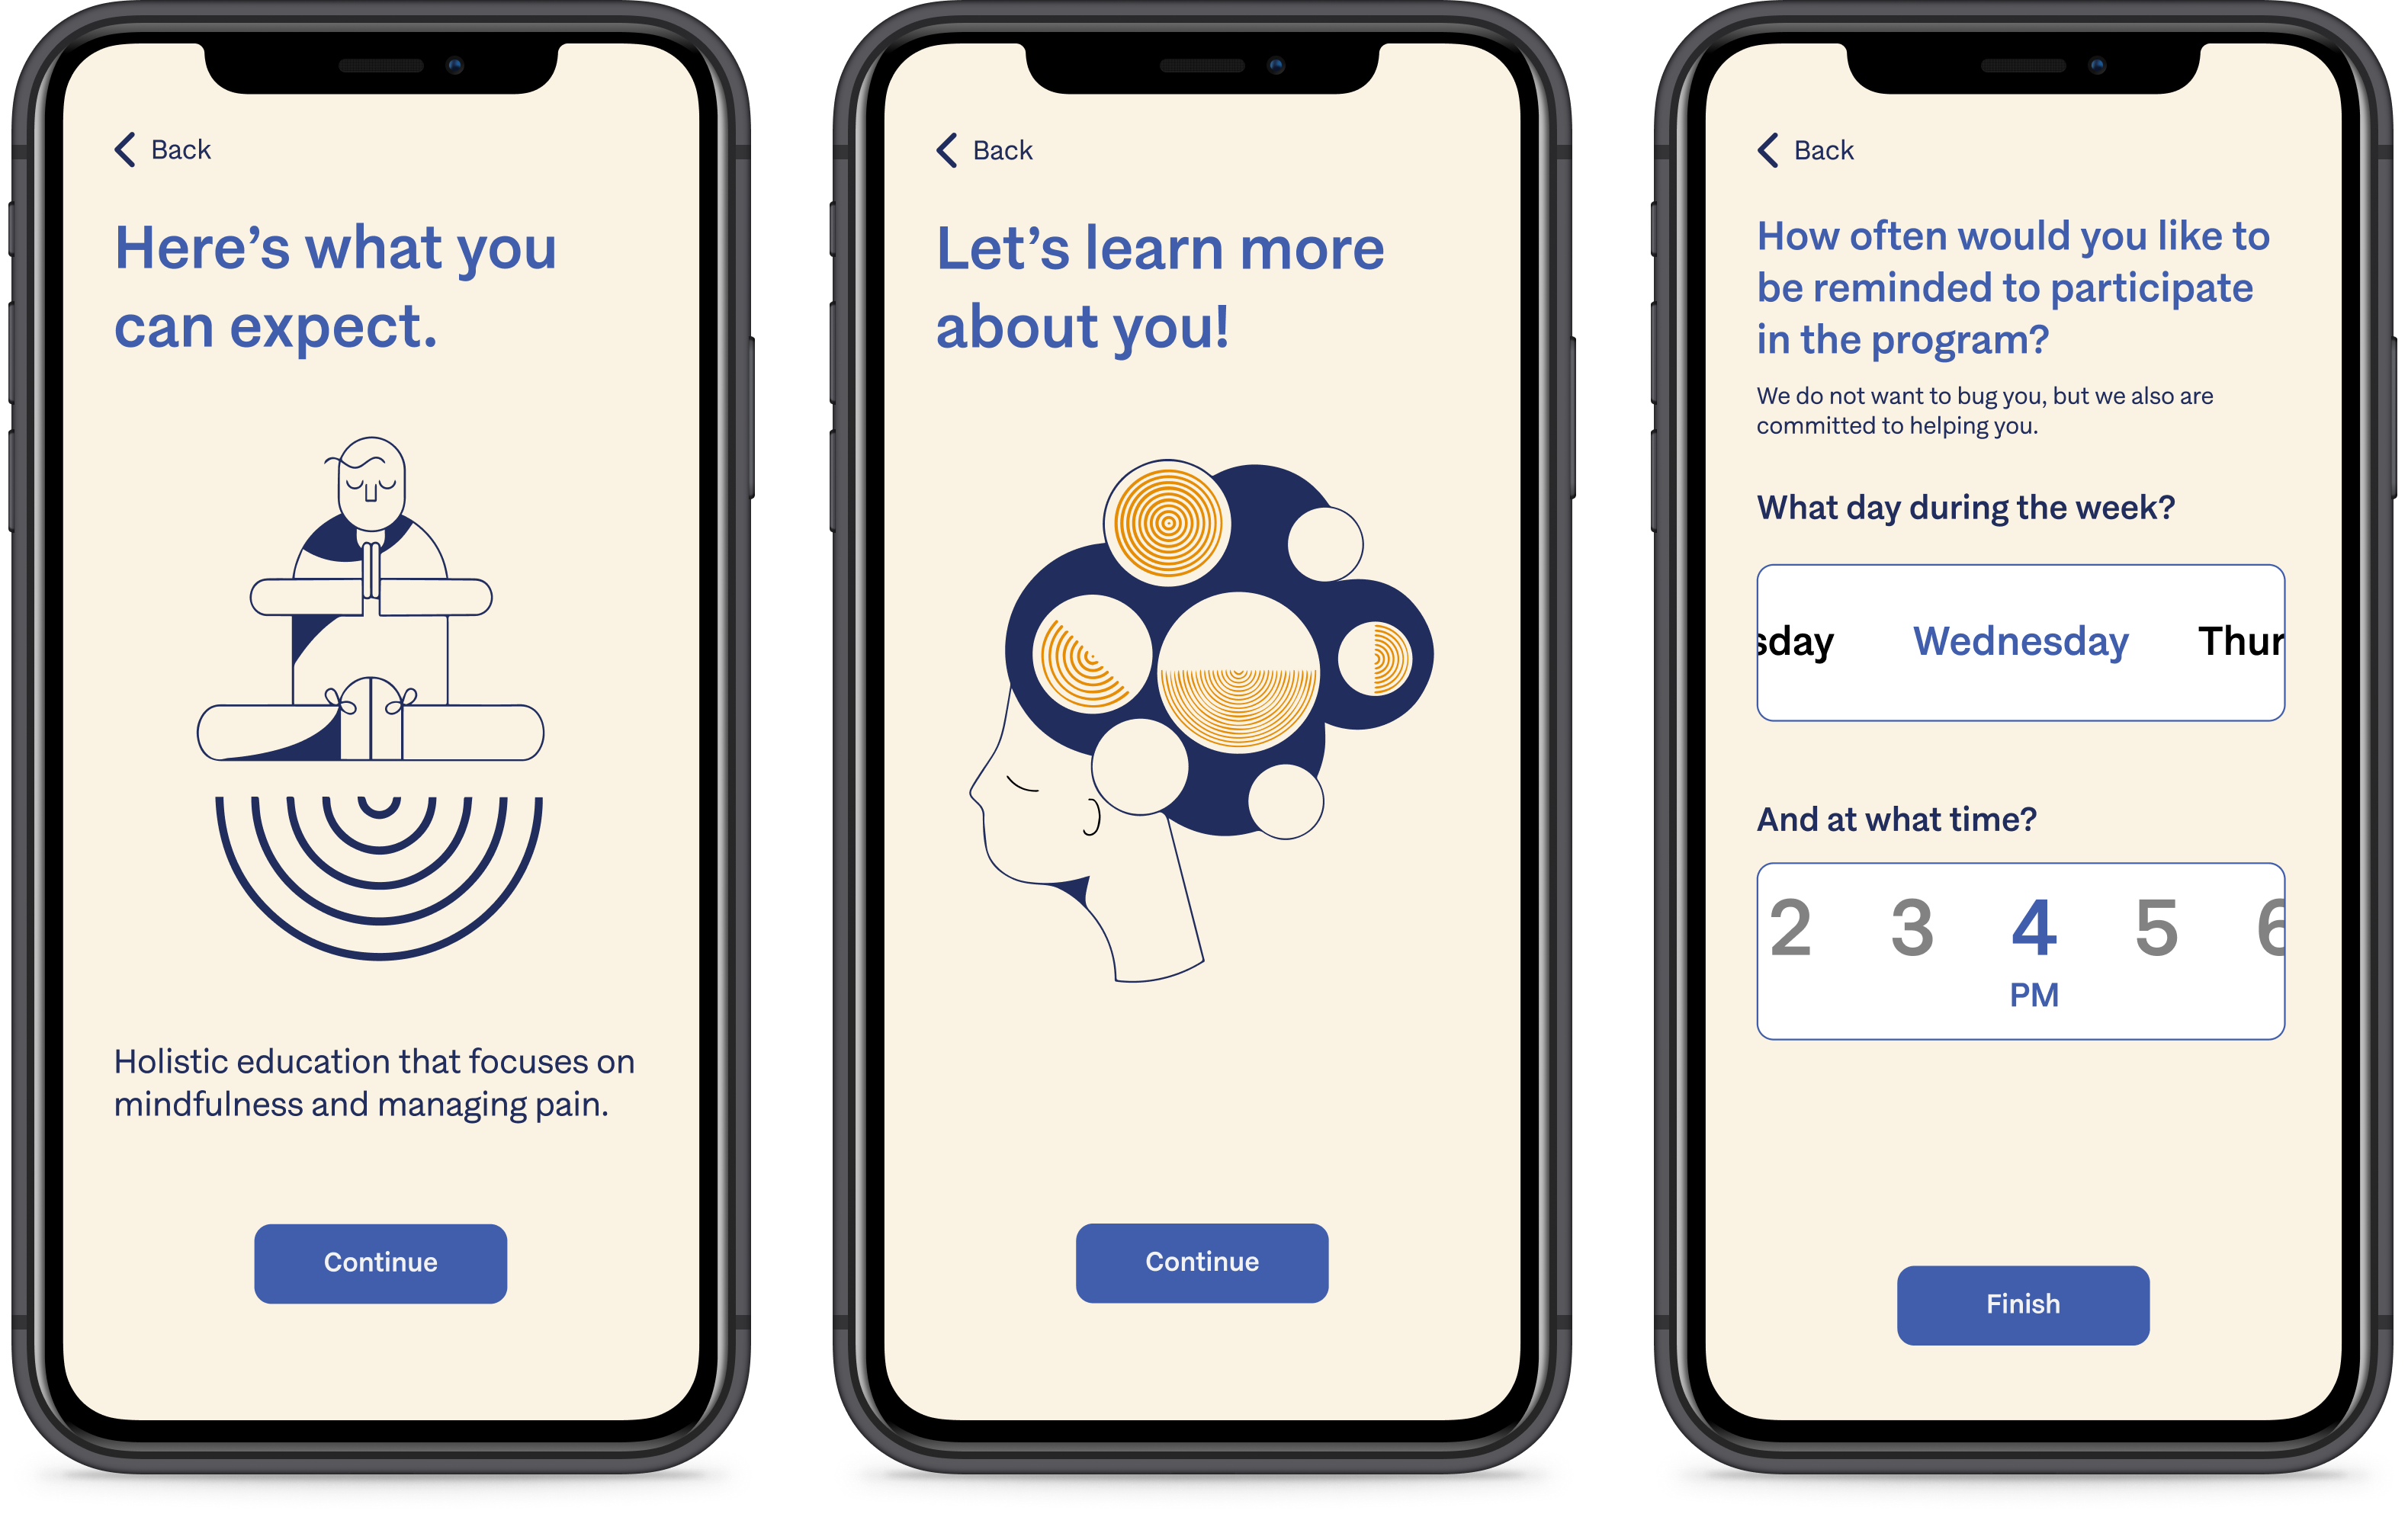 Back
Here’s what you
can expect.
Holistic education that focuses on
mindfulness and managing pain.
Continue
Back
Let’s learn more
about you!
Continue
Back
How often would you like to
be reminded to participate
in the program?
We do not want to bug you, but we also are
committed to helping you.
What day during the week?
sday Wednesday Thur
And at what time?
2 3 4 5 6
PM
Finish